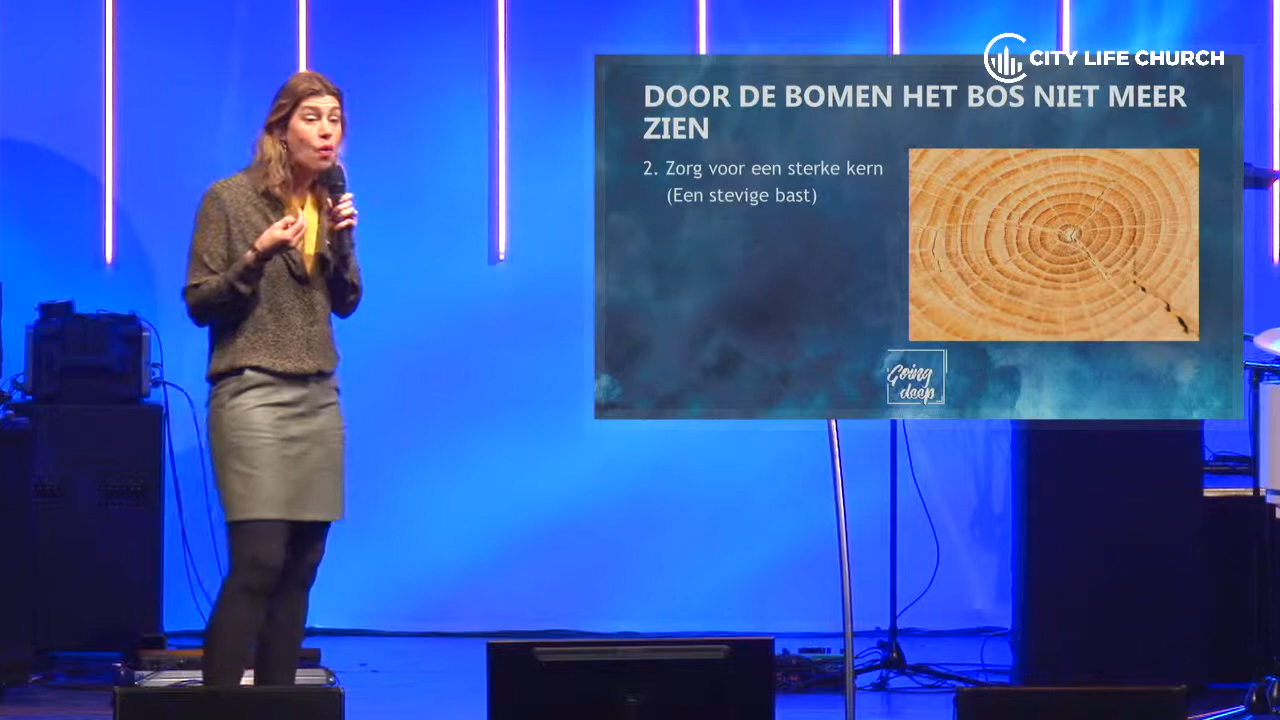 CITY LIFE CHURCH
DOOR DE BOMEN HET BOS NIET MEER
ZIEN
2. Zorg voor een sterke kern
(Een stevige bast)
Going
deep